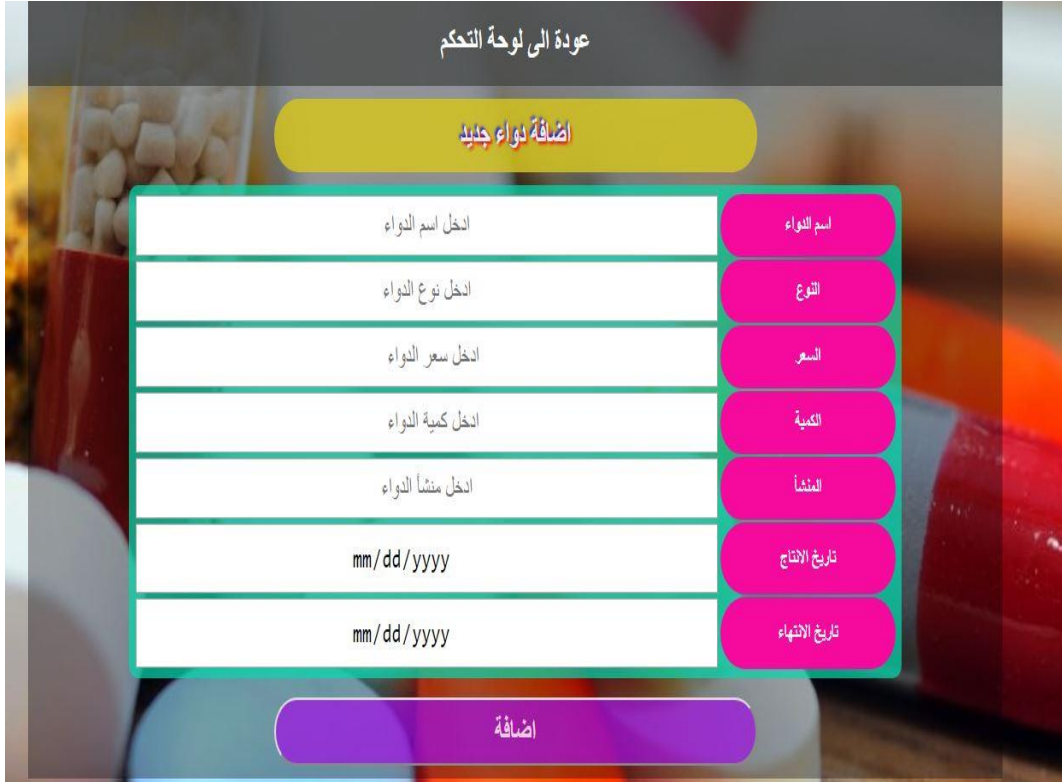 عودة الى لوحة التحكم
اضافة دواء جديد
اسم الدواء ادخل اسم الدواء
النوع ادخل نوع الدواء
السعر ادخل سعر الدواء
الكمية ادخل كمية الدواء
المنشأ ادخل منشأ الدواء
تاريخ الانتاج mm/dd/yyyy
تاريخ الانتهاء mm/dd/yyyy
اضافة